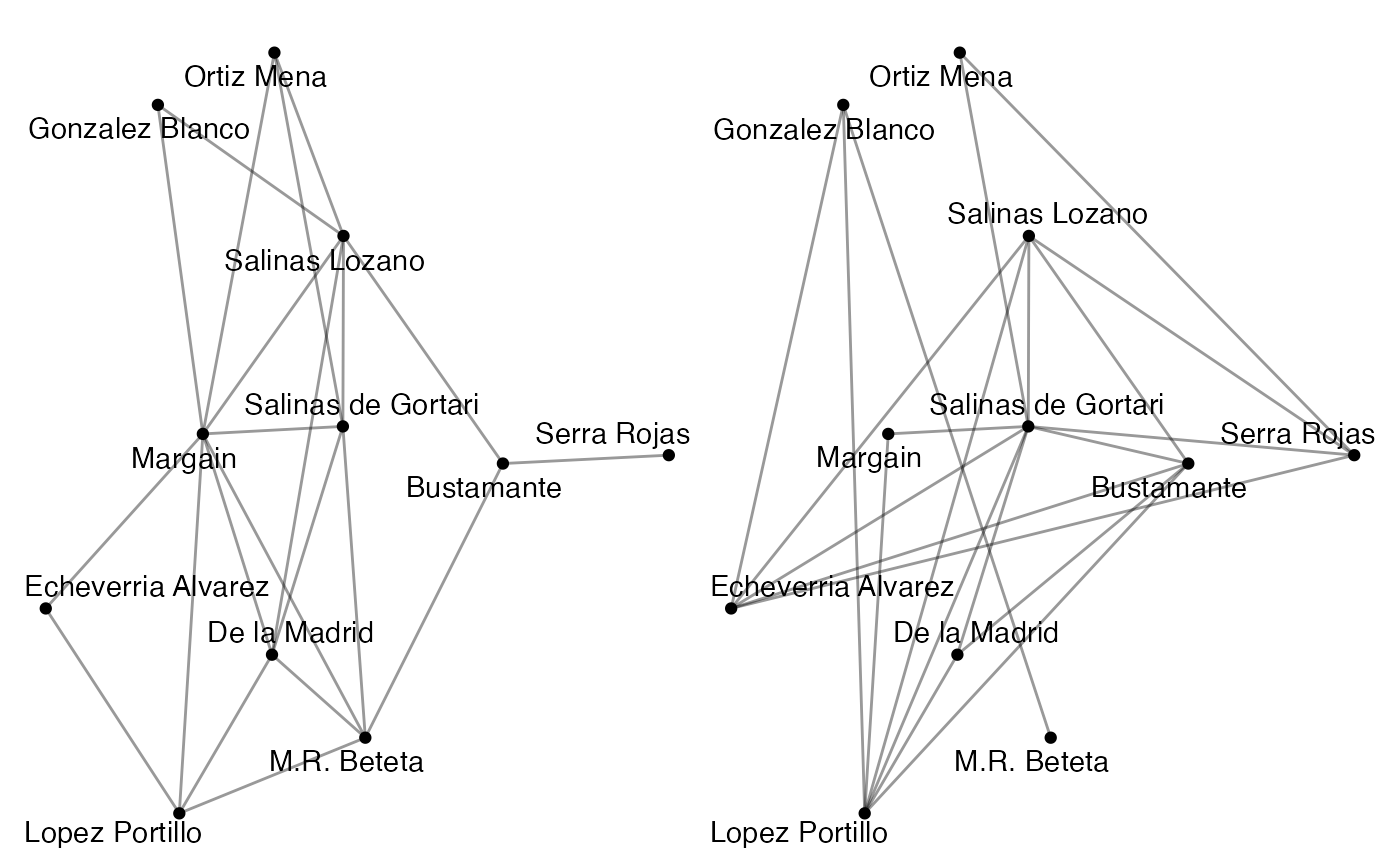 Ortiz Mena
Gonzalez Blanco
Salinas Lozano
Salinas de Gortari
Serra Rojas
Margain
Bustamante
Echeverria Alvarez
De la Madrid
M.R. Beteta
Lopez Portillo
Ortiz Mena
Gonzalez Blanco
Salinas Lozano
Salinas de Gortari
Serra Rojas
Margain
Bustamante
Echeverria Alvarez
De la Madrid
M.R. Beteta
Lopez Portillo